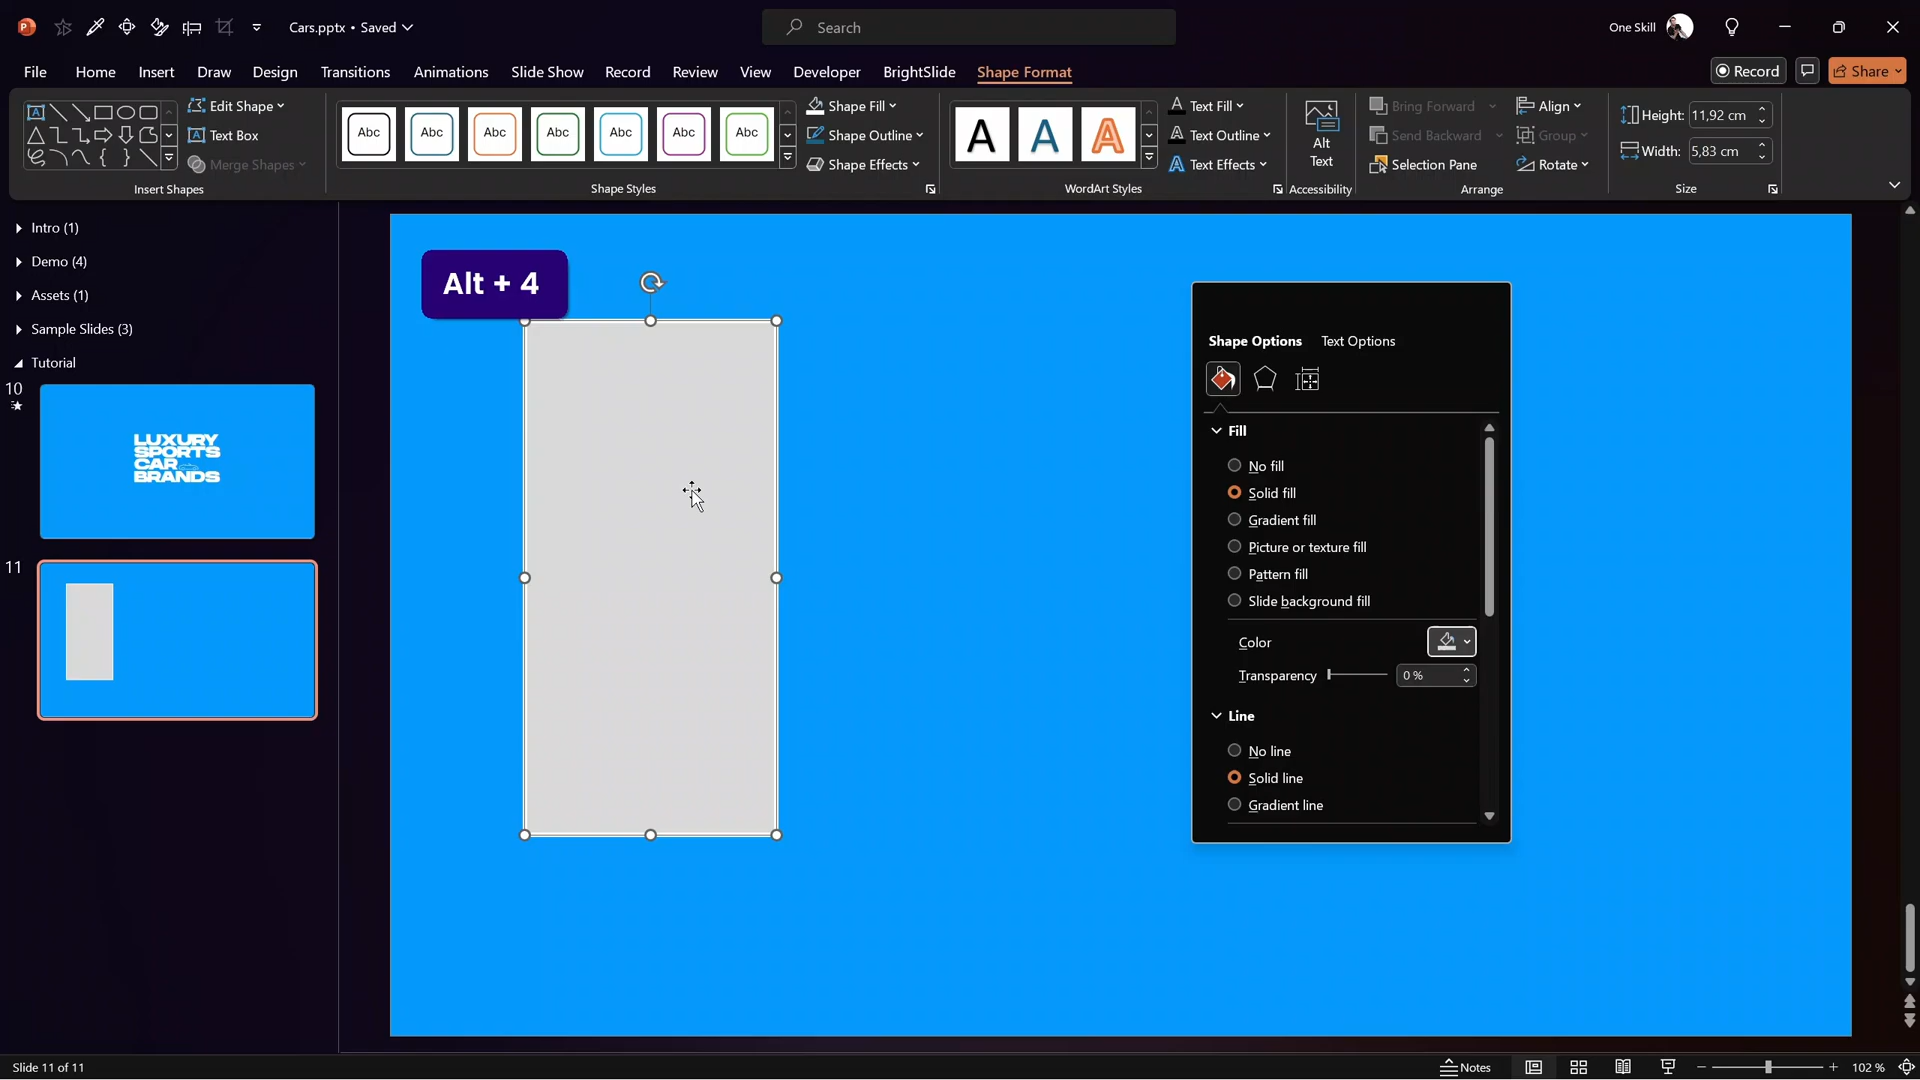 Cars.pptx • Saved
Search
One Skill
File Home Insert Draw Design Transitions Animations Slide Show Record Review View Developer BrightSlide Shape Format
Record
Share
Edit Shape
Text Box
Merge Shapes
Insert Shapes
Abc Abc Abc Abc Abc Abc Abc
Shape Fill
Shape Outline
Shape Effects
Shape Styles
A A A
Text Fill
Text Outline
Text Effects
WordArt Styles
Alt
Text
Accessibility
Bring Forward
Send Backward
Selection Pane
Align
Group
Rotate
Arrange
Height: 11,92 cm
Width: 5,83 cm
Size
Intro (1)
Demo (4)
Assets (1)
Sample Slides (3)
Tutorial
10
LUXURY
SPORTS
CAR
BRANDS
11
Alt + 4
Shape Options Text Options
Fill
No fill
Solid fill
Gradient fill
Picture or texture fill
Pattern fill
Slide background fill
Color
Transparency 0 %
Line
No line
Solid line
Gradient line
Slide 11 of 11
Notes
102 %